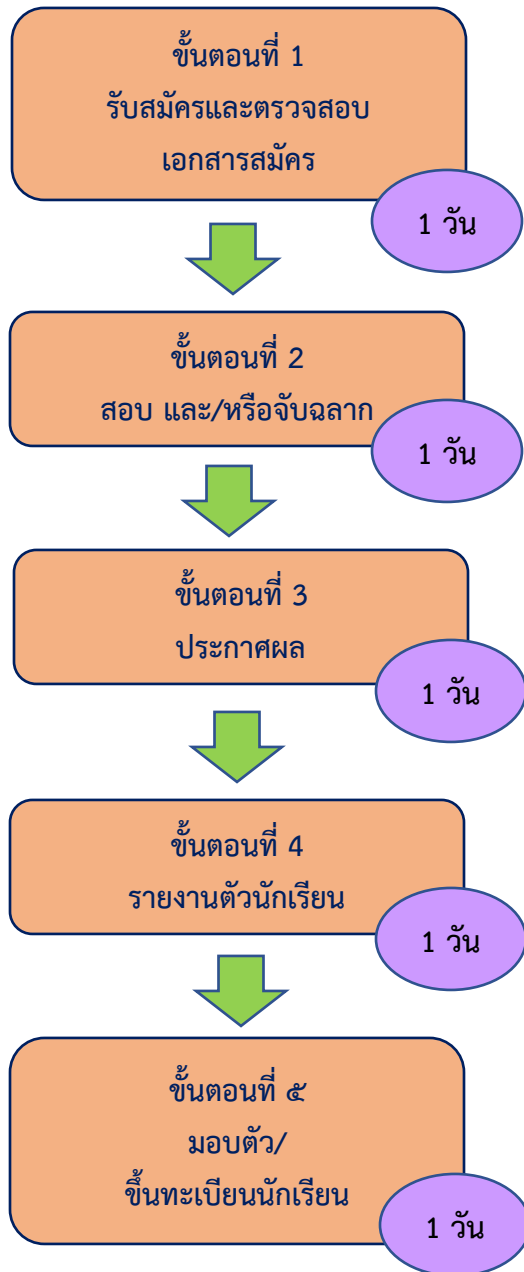 ขั้นตอนที่ 1
รับสมัครและตรวจสอบ
เอกสารสมัคร
1 วัน
ขั้นตอนที่ 2
สอบ และ/หรือจับฉลาก
1 วัน
ขั้นตอนที่ 3
ประกาศผล
1 วัน
ขั้นตอนที่ 4
รายงานตัวนักเรียน
1 วัน
ขั้นตอนที่ ๕
มอบตัว/
ขึ้นทะเบียนนักเรียน
1 วัน